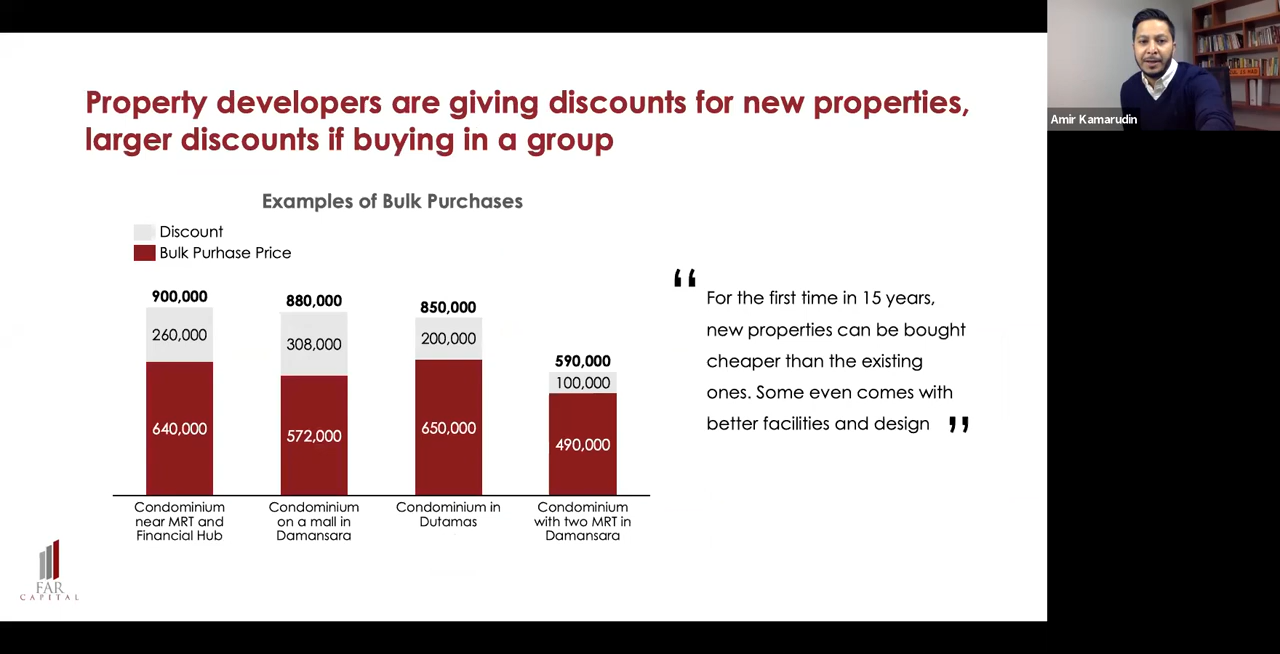 Property developers are giving discounts for new properties,
larger discounts if buying in a group
Examples of Bulk Purchases
Discount
Bulk Purhase Price
900,000
260,000
640,000
Condominium
near MRT and
Financial Hub
880,000
308,000
572,000
Condominium
on a mall in
Damansara
850,000
200,000
650,000
Condominium in
Dutamas
590,000
100,000
490,000
Condominium
with two MRT in
Damansara
“
For the first time in 15 years,
new properties can be bought
cheaper than the existing
ones. Some even comes with
better facilities and design ”
FAR
CAPITAL
Amir Kamarudin